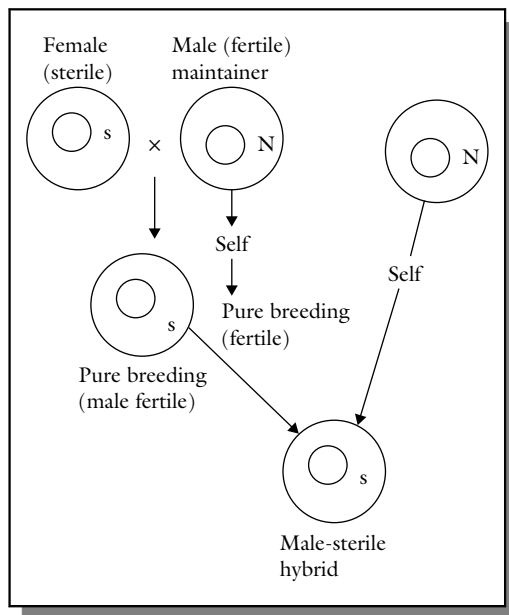 Female
(sterile)
Male (fertile)
maintainer
s
×
N
N
Self
Self
Pure breeding
(fertile)
s
Pure breeding
(male fertile)
s
Male-sterile
hybrid